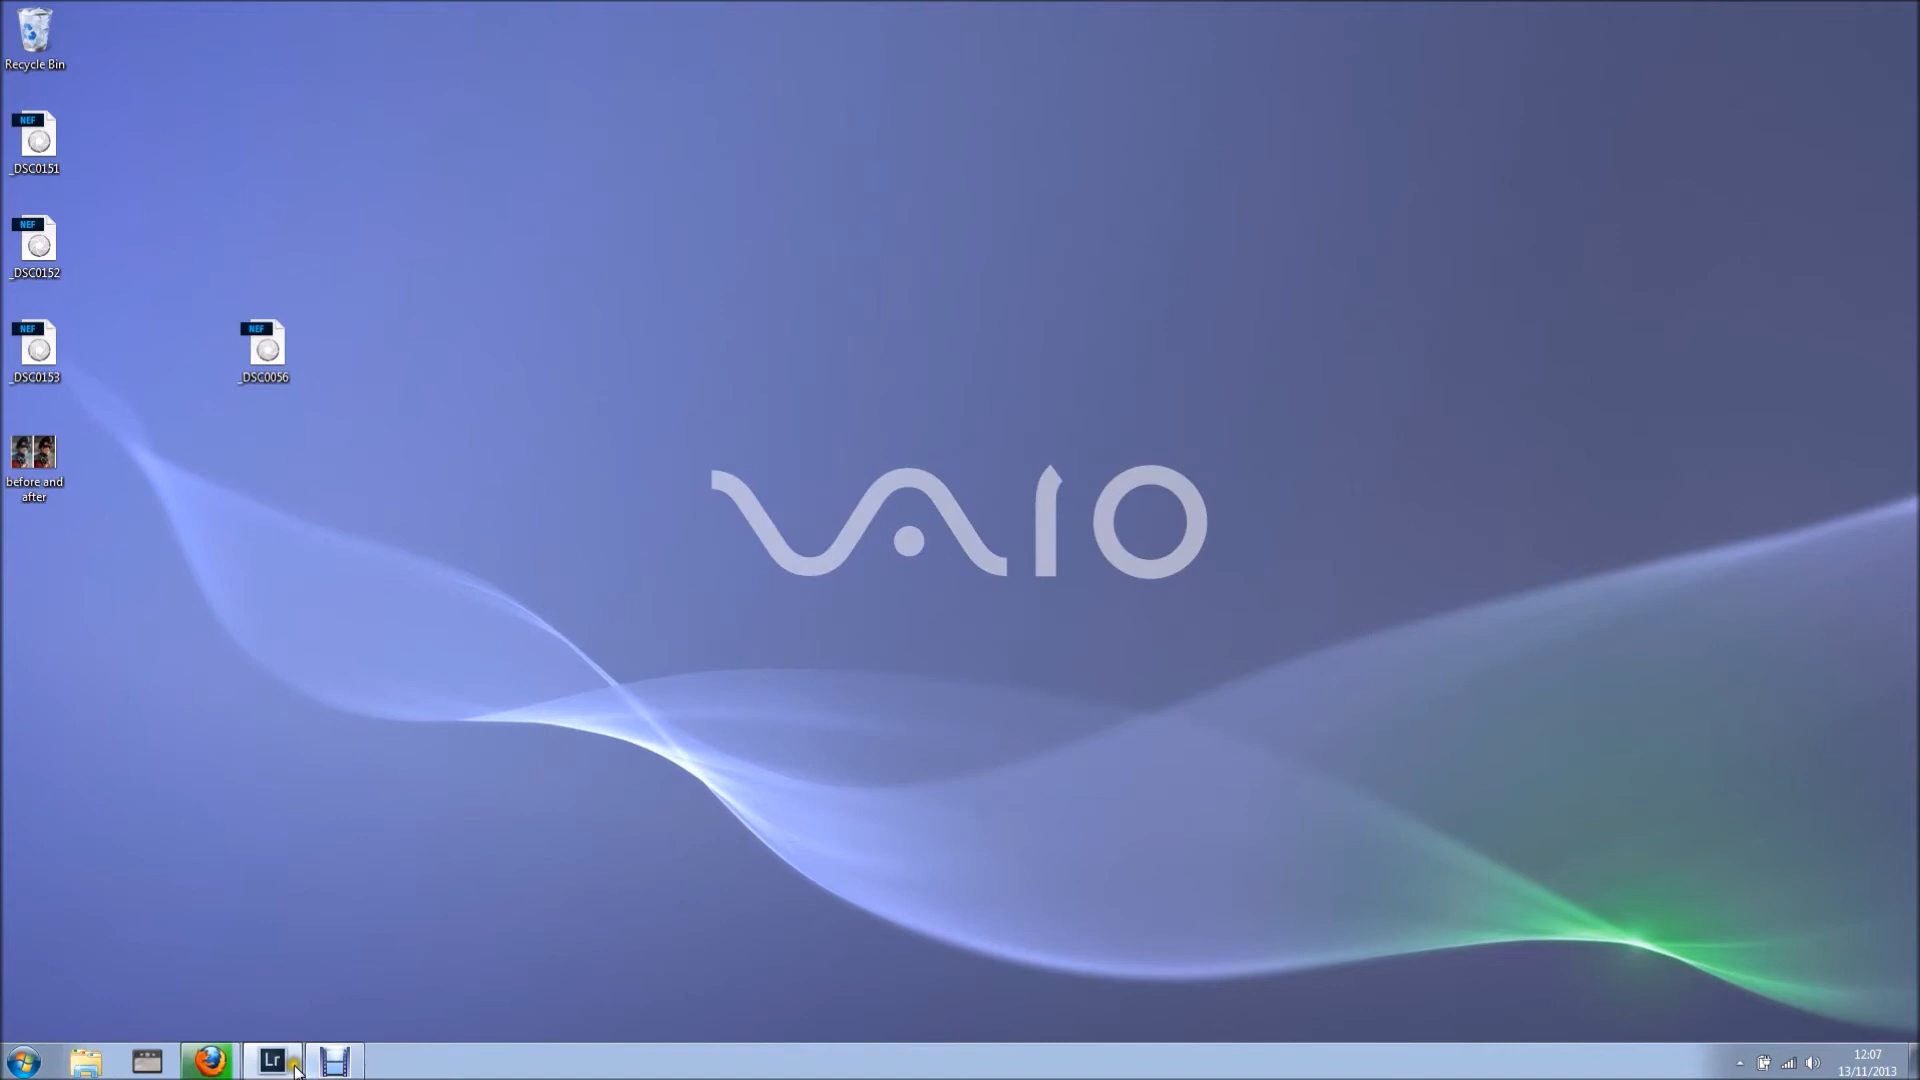 Recycle Bin
NEF
_DSC0151
NEF
_DSC0152
NEF
_DSC0153
NEF
_DSC0056
before and
after
VAIO
Lr
12:07
13/11/2013